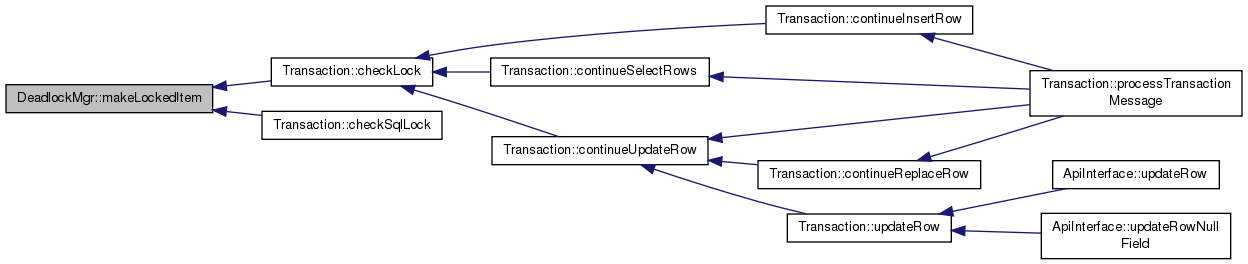 DeadlockMgr::makeLockedItem
Transaction::checkLock
Transaction::checkSqlLock
Transaction::continueInsertRow
Transaction::continueSelectRows
Transaction::continueUpdateRow
Transaction::processTransaction
Message
Transaction::continueReplaceRow
Transaction::updateRow
ApiInterface::updateRow
ApiInterface::updateRowNull
Field